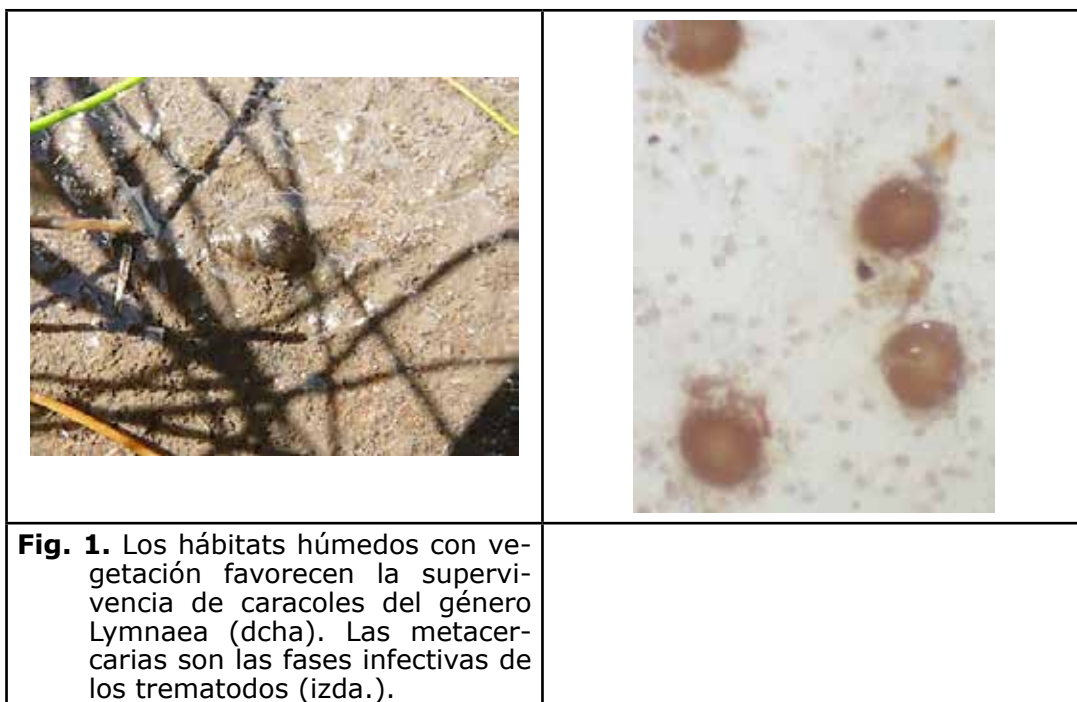 Fig. 1. Los hábitats húmedos con ve-
getación favorecen la supervi-
vencia de caracoles del género
Lymnaea (dcha). Las metacer-
carias son las fases infectivas de
los trematodos (izda.).